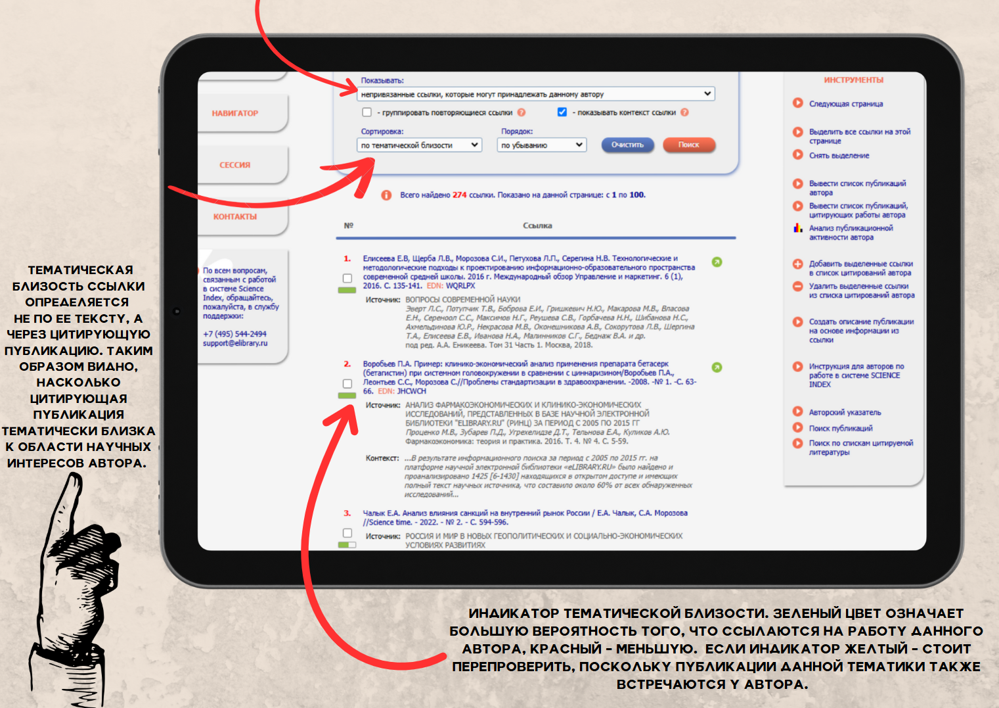 Показывать:
непривязанные ссылки, которые могут принадлежать данному автору
- группировать повторяющиеся ссылки ?
- показывать контекст ссылки ?
Сортировка:
Порядок:
по тематической близости
по убыванию
Очистить
Поиск
Всего найдено 274 ссылки. Показано на данной странице: с 1 по 100.
№
Ссылка
1. Елисеева Е.В, Щерба Л.В., Морозова С.И., Петухова Л.П., Серегина Н.В. Технологические и
методологические подходы к проектированию информационно-образовательного пространства
современной средней школы. 2016 г. Международный обзор Управление и маркетинг. 6 (1),
2016. С. 135-141. EDN: WQRLPX
Источник: ВОПРОСЫ СОВРЕМЕННОЙ НАУКИ
Эверт Л.С., Потупчик Т.В., Боброва Е.И., Гришкевич Н.Ю., Макарова М.В., Власова
Е.Н., Сереноол С.С., Максимов Н.Г., Реушева С.В., Горбачева Н.Н., Шибанова Н.С.,
Ахмельдинова Ю.Р., Некрасова М.В., Оконешникова А.В., Сокорутова Л.В., Шергина
Т.А., Елисеева Е.В., Иванова Н.А., Малинников С.Г., Беднаж В.А. и др.
под ред. А.А. Еникеева. Том 31 Часть 1. Москва, 2018.
2. Воробьев П.А. Пример: клинико-экономический анализ применения препарата бетасерк
(бетагистин) при системном головокружении в сравнении с циннаризином/Воробьев П.А.,
Леонтьев С.С., Морозова С.//Проблемы стандартизации в здравоохранении. -2008. -№ 1. -С. 63-
66. EDN: JHCWCH
Источник: АНАЛИЗ ФАРМАКОЭКОНОМИЧЕСКИХ И КЛИНИКО-ЭКОНОМИЧЕСКИХ
ИССЛЕДОВАНИЙ, ПРЕДСТАВЛЕННЫХ В БАЗЕ НАУЧНОЙ ЭЛЕКТРОННОЙ
БИБЛИОТЕКИ "ELIBRARY.RU" (РИНЦ) ЗА ПЕРИОД С 2005 ПО 2015 ГГ
Проценко М.В., Зубарев П.Д., Угрехелидзе Д.Т., Тельнова Е.А., Куликов А.Ю.
Фармакоэкономика: теория и практика. 2016. Т. 4. № 4. С. 5-59.
Контекст: ...В результате информационного поиска за период с 2005 по 2015 гг. на
платформе научной электронной библиотеки «eLIBRARY.RU» было найдено и
проанализировано 1425 [6-1430] находящихся в открытом доступе и имеющих
полный текст научных источника, что составило около 60% от всех обнаруженных
исследований...
3. Чалык Е.А. Анализ влияния санкций на внутренний рынок России / Е.А. Чалык, С.А. Морозова
//Science time. - 2022. - № 2. - С. 594-596.
Источник: РОССИЯ И МИР В НОВЫХ ГЕОПОЛИТИЧЕСКИХ И СОЦИАЛЬНО-ЭКОНОМИЧЕСКИХ
УСЛОВИЯХ РАЗВИТИЯХ
НАВИГАТОР
СЕССИЯ
КОНТАКТЫ
По всем вопросам,
связанным с работой
в системе Science
Index, обращайтесь,
пожалуйста, в службу
поддержки:
+7 (495) 544-2494
support@elibrary.ru
ИНСТРУМЕНТЫ
Следующая страница
Выделить все ссылки на этой
странице
Снять выделение
Вывести список публикаций
автора
Вывести список публикаций,
цитирующих работы автора
Анализ публикационной
активности автора
Добавить выделенные ссылки
в список цитирований автора
Удалить выделенные ссылки
из списка цитирований автора
Создать описание публикации
на основе информации из
ссылки
Инструкция для авторов по
работе в системе SCIENCE
INDEX
Авторский указатель
Поиск публикаций
Поиск по спискам цитируемой
литературы
ТЕМАТИЧЕСКАЯ
БЛИЗОСТЬ ССЫЛКИ
ОПРЕДЕЛЯЕТСЯ
НЕ ПО ЕЕ ТЕКСТУ, А
ЧЕРЕЗ ЦИТИРУЮЩУЮ
ПУБЛИКАЦИЮ. ТАКИМ
ОБРАЗОМ ВИДНО,
НАСКОЛЬКО
ЦИТИРУЮЩАЯ
ПУБЛИКАЦИЯ
ТЕМАТИЧЕСКИ БЛИЗКА
К ОБЛАСТИ НАУЧНЫХ
ИНТЕРЕСОВ АВТОРА.
ИНДИКАТОР ТЕМАТИЧЕСКОЙ БЛИЗОСТИ. ЗЕЛЕНЫЙ ЦВЕТ ОЗНАЧАЕТ
БОЛЬШУЮ ВЕРОЯТНОСТЬ ТОГО, ЧТО ССЫЛАЮТСЯ НА РАБОТУ ДАННОГО
АВТОРА, КРАСНЫЙ - МЕНЬШУЮ. ЕСЛИ ИНДИКАТОР ЖЕЛТЫЙ - СТОИТ
ПЕРЕПРОВЕРИТЬ, ПОСКОЛЬКУ ПУБЛИКАЦИИ ДАННОЙ ТЕМАТИКИ ТАКЖЕ
ВСТРЕЧАЮТСЯ У АВТОРА.